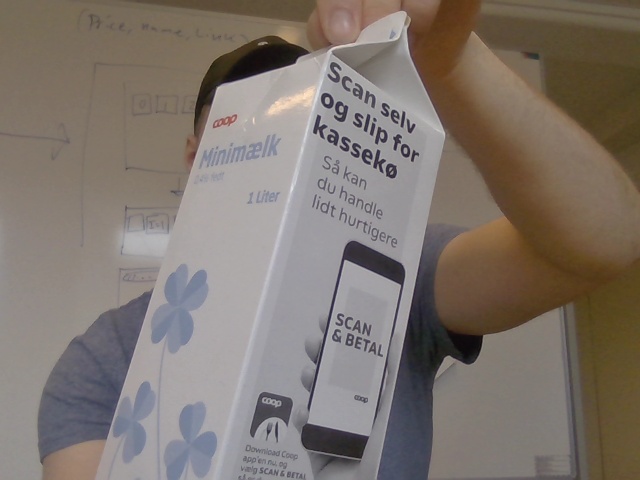 coop
Minimælk
1 Liter
Scan selv
og slip for
kassekø
Så kan
du handle
lidt hurtigere
SCAN
& BETAL
coop
coop
Download Coop
app'en nu, og
vælg SCAN & BETAL